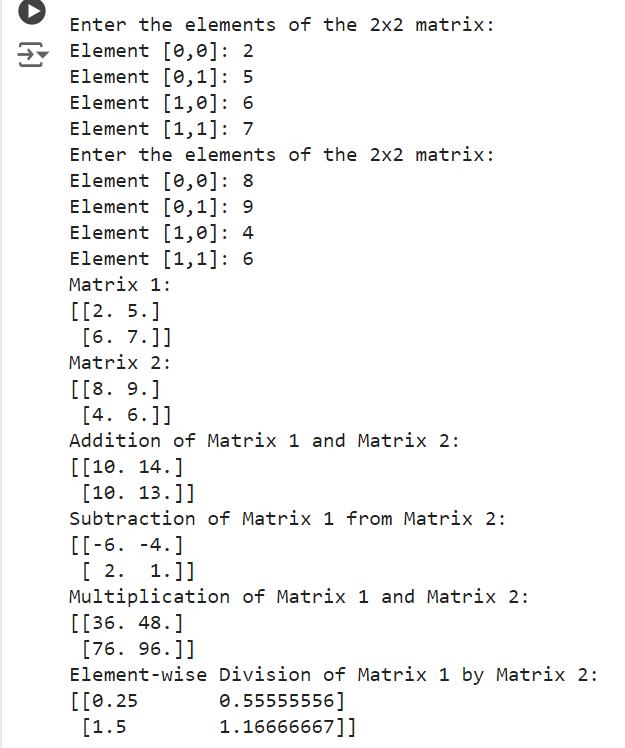 Enter the elements of the 2x2 matrix:
Element [0,0]: 2
Element [0,1]: 5
Element [1,0]: 6
Element [1,1]: 7
Enter the elements of the 2x2 matrix:
Element [0,0]: 8
Element [0,1]: 9
Element [1,0]: 4
Element [1,1]: 6
Matrix 1:
[[2. 5.]
 [6. 7.]]
Matrix 2:
[[8. 9.]
 [4. 6.]]
Addition of Matrix 1 and Matrix 2:
[[10. 14.]
 [10. 13.]]
Subtraction of Matrix 1 from Matrix 2:
[[-6. -4.]
 [ 2.  1.]]
Multiplication of Matrix 1 and Matrix 2:
[[36. 48.]
 [76. 96.]]
Element-wise Division of Matrix 1 by Matrix 2:
[[0.25       0.55555556]
 [1.5        1.16666667]]